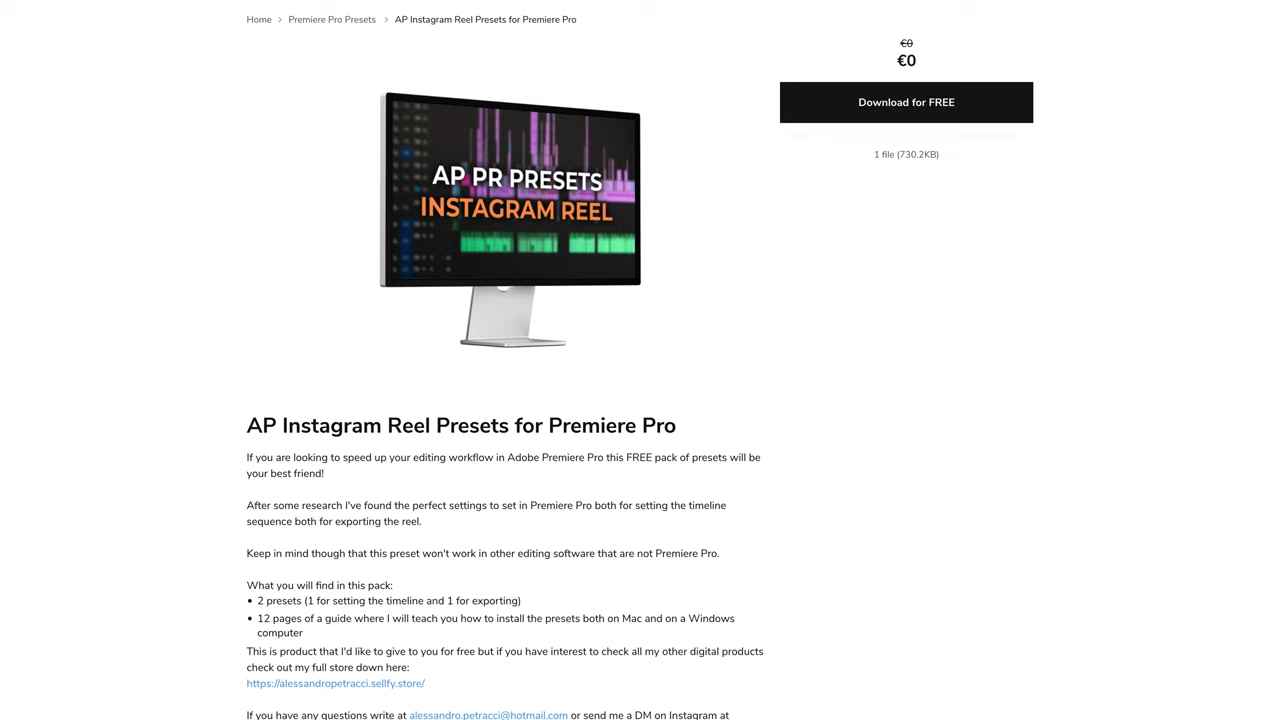 Home > Premiere Pro Presets > AP Instagram Reel Presets for Premiere Pro
€0
€0
Download for FREE
1 file (730.2KB)
AP PR PRESETS
INSTAGRAM REEL
AP Instagram Reel Presets for Premiere Pro
If you are looking to speed up your editing workflow in Adobe Premiere Pro this FREE pack of presets will be
your best friend!
After some research I've found the perfect settings to set in Premiere Pro both for setting the timeline
sequence both for exporting the reel.
Keep in mind though that this preset won't work in other editing software that are not Premiere Pro.
What you will find in this pack:
• 2 presets (1 for setting the timeline and 1 for exporting)
• 12 pages of a guide where I will teach you how to install the presets both on Mac and on a Windows
computer
This is product that I'd like to give to you for free but if you have interest to check all my other digital products
check out my full store down here:
https://alessandropetracci.sellfy.store/
If you have any questions write at alessandro.petracci@hotmail.com or send me a DM on Instagram at